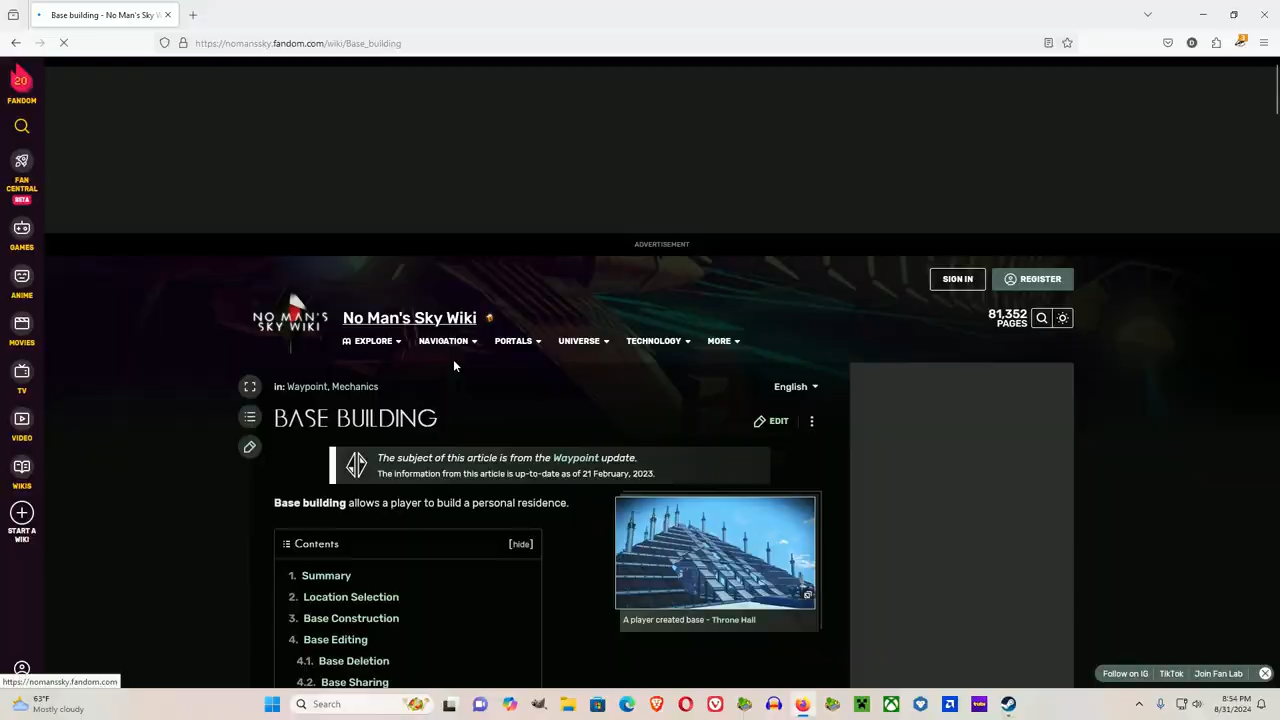 Base building - No Man's Sky W
https://nomanssky.fandom.com/wiki/Base_building
20
FANDOM
FAN
CENTRAL
BETA
GAMES
ANIME
MOVIES
TV
VIDEO
WIKIS
START A
WIKI
ADVERTISEMENT
SIGN IN
REGISTER
NO MAN'S
SKY WIKI
No Man's Sky Wiki
81,352
PAGES
EXPLORE
NAVIGATION
PORTALS
UNIVERSE
TECHNOLOGY
MORE
in: Waypoint, Mechanics
English
BASE BUILDING
EDIT
The subject of this article is from the Waypoint update.
The information from this article is up-to-date as of 21 February, 2023.
Base building allows a player to build a personal residence.
Contents [hide]
1. Summary
2. Location Selection
3. Base Construction
4. Base Editing
4.1. Base Deletion
4.2. Base Sharing
A player created base - Throne Hall
Follow on IG
TikTok
Join Fan Lab
https://nomanssky.fandom.com
63°F
Mostly cloudy
Search
8:54 PM
8/31/2024